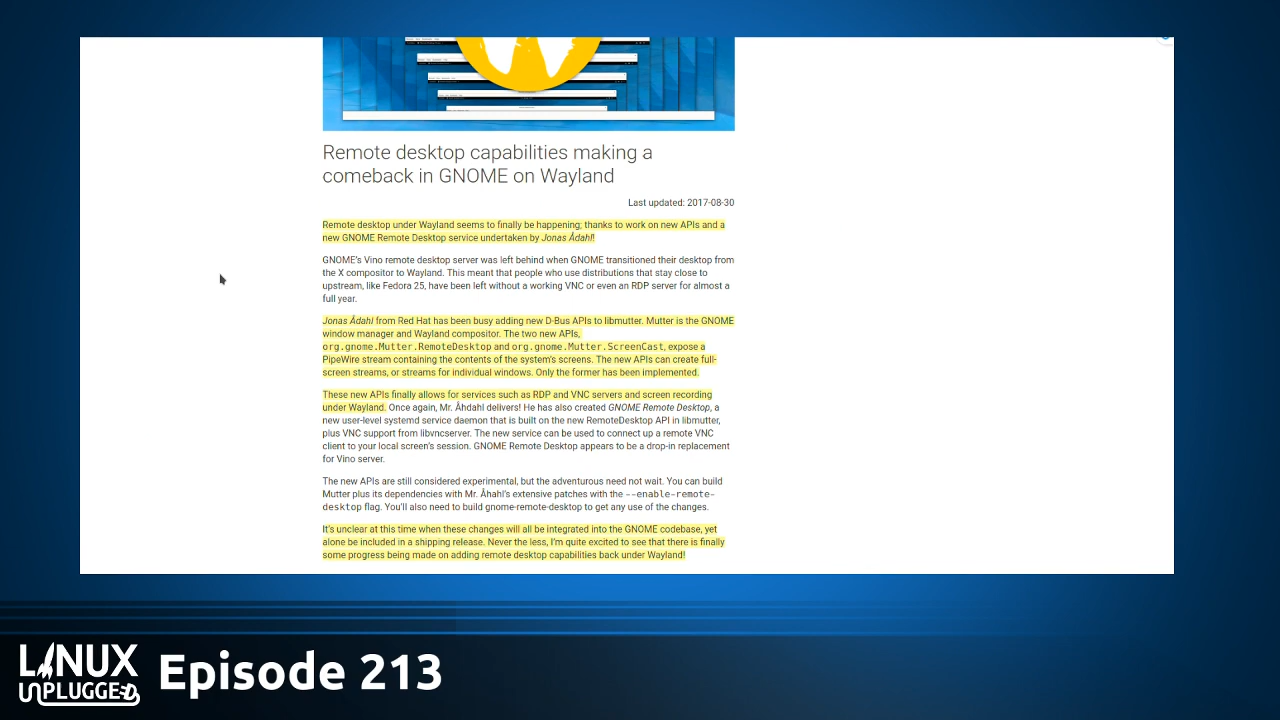 Remote desktop capabilities making a
comeback in GNOME on Wayland
Last updated: 2017-08-30
Remote desktop under Wayland seems to finally be happening; thanks to work on new APIs and a
new GNOME Remote Desktop service undertaken by Jonas Ådahl!
GNOME's Vino remote desktop server was left behind when GNOME transitioned their desktop from
the X compositor to Wayland. This meant that people who use distributions that stay close to
upstream, like Fedora 25, have been left without a working VNC or even an RDP server for almost a
full year.
Jonas Ådahl from Red Hat has been busy adding new D-Bus APIs to libmutter. Mutter is the GNOME
window manager and Wayland compositor. The two new APIs,
org.gnome.Mutter.RemoteDesktop and org.gnome.Mutter.ScreenCast, expose a
PipeWire stream containing the contents of the system's screens. The new APIs can create full-
screen streams, or streams for individual windows. Only the former has been implemented.
These new APIs finally allows for services such as RDP and VNC servers and screen recording
under Wayland. Once again, Mr. Åhdahl delivers! He has also created GNOME Remote Desktop, a
new user-level systemd service daemon that is built on the new RemoteDesktop API in libmutter,
plus VNC support from libvncserver. The new service can be used to connect up a remote VNC
client to your local screen's session. GNOME Remote Desktop appears to be a drop-in replacement
for Vino server.
The new APIs are still considered experimental, but the adventurous need not wait. You can build
Mutter plus its dependencies with Mr. Åhahl's extensive patches with the --enable-remote-
desktop flag. You'll also need to build gnome-remote-desktop to get any use of the changes.
It's unclear at this time when these changes will all be integrated into the GNOME codebase, yet
alone be included in a shipping release. Never the less, I'm quite excited to see that there is finally
some progress being made on adding remote desktop capabilities back under Wayland!
LINUX
UNPLUGGED
Episode 213